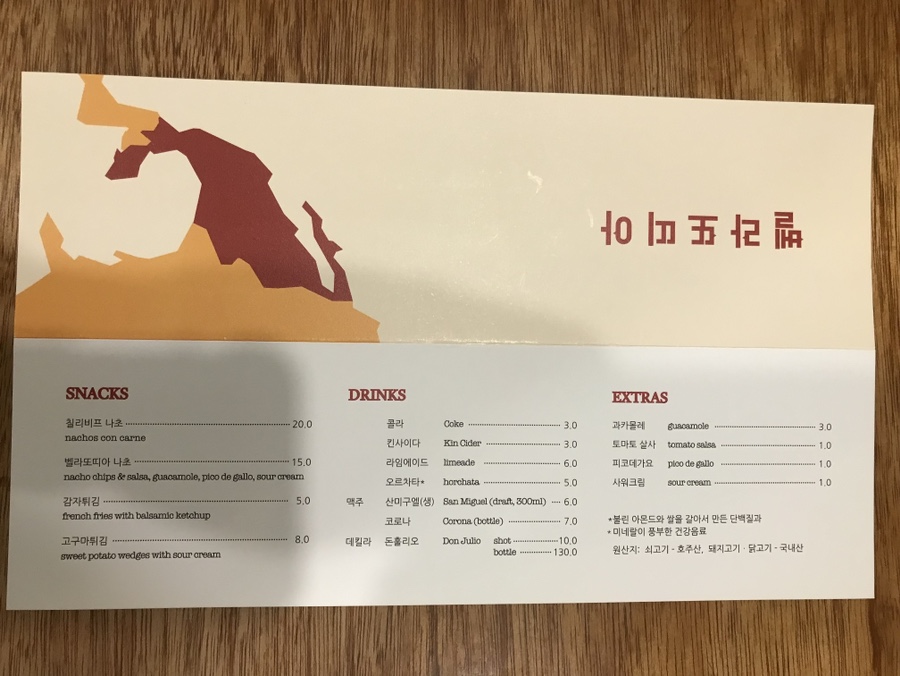 SNACKS
칠리비프 나초 20.0
nachos con carne
벨라또띠아 나초 15.0
nacho chips & salsa, guacamole, pico de gallo, sour cream
감자튀김 5.0
french fries with balsamic ketchup
고구마튀김 8.0
sweet potato wedges with sour cream
DRINKS
콜라 Coke 3.0
킨사이다 Kin Cider 3.0
라임에이드 limeade 6.0
오르차타* horchata 5.0
맥주 산미구엘(생) San Miguel (draft, 300ml) 6.0
코로나 Corona (bottle) 7.0
데킬라 돈훌리오 Don Julio shot 10.0
bottle 130.0
EXTRAS
과카몰레 guacamole 3.0
토마토 살사 tomato salsa 1.0
피코데가요 pico de gallo 1.0
사워크림 sour cream 1.0
*불린 아몬드와 쌀을 갈아서 만든 단백질과
*미네랄이 풍부한 건강음료
원산지: 쇠고기 - 호주산, 돼지고기 · 닭고기 - 국내산